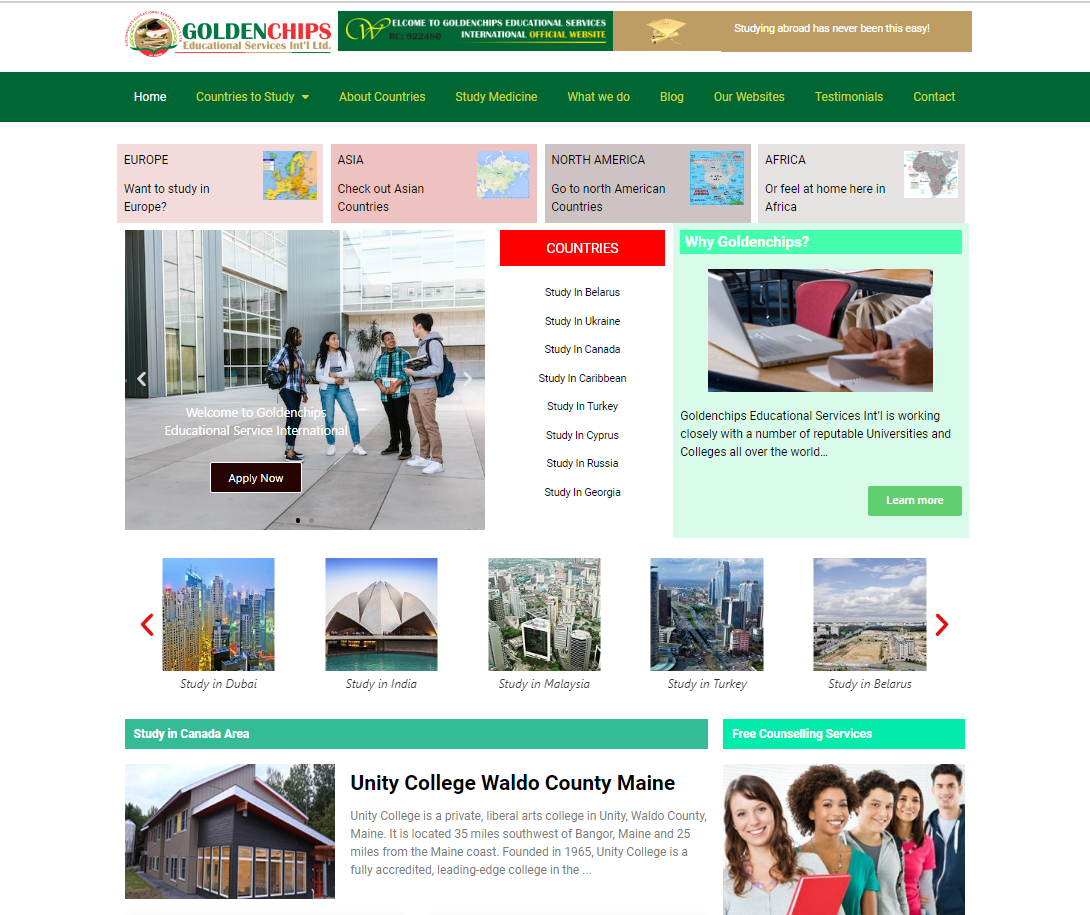 GOLDENCHIPS
Educational Services Int'l Ltd.
WELCOME TO GOLDENCHIPS EDUCATIONAL SERVICES
RC: 922480 INTERNATIONAL OFFICIAL WEBSITE
Studying abroad has never been this easy!
Home Countries to Study About Countries Study Medicine What we do Blog Our Websites Testimonials Contact
EUROPE
Want to study in
Europe?
ASIA
Check out Asian
Countries
NORTH AMERICA
Go to north American
Countries
AFRICA
Or feel at home here in
Africa
Welcome to Goldenchips
Educational Service International
Apply Now
COUNTRIES
Study In Belarus
Study In Ukraine
Study In Canada
Study In Caribbean
Study In Turkey
Study In Cyprus
Study In Russia
Study In Georgia
Why Goldenchips?
Goldenchips Educational Services Int'l is working
closely with a number of reputable Universities and
Colleges all over the world...
Learn more
Study in Dubai
Study in India
Study in Malaysia
Study in Turkey
Study in Belarus
Study in Canada Area
Unity College Waldo County Maine
Unity College is a private, liberal arts college in Unity, Waldo County,
Maine. It is located 35 miles southwest of Bangor, Maine and 25
miles from the Maine coast. Founded in 1965, Unity College is a
fully accredited, leading-edge college in the ...
Free Counselling Services